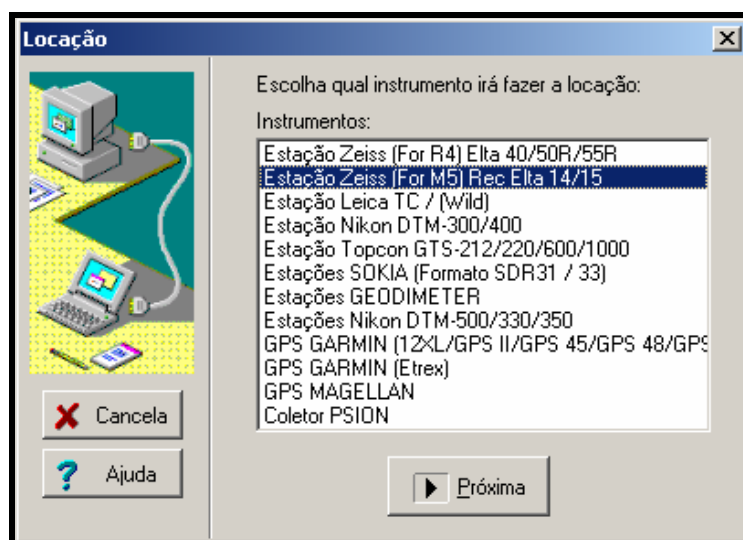 Locação
Escolha qual instrumento irá fazer a locação:
Instrumentos:
Estação Zeiss (For R4) Elta 40/50R/55R
Estação Zeiss (For M5) Rec Elta 14/15
Estação Leica TC / (Wild)
Estação Nikon DTM-300/400
Estação Topcon GTS-212/220/600/1000
Estações SOKIA (Formato SDR31 / 33)
Estações GEODIMETER
Estações Nikon DTM-500/330/350
GPS GARMIN (12XL/GPS II/GPS 45/GPS 48/GPS
GPS GARMIN (Etrex)
GPS MAGELLAN
Coletor PSION
Cancela
Ajuda
Próxima